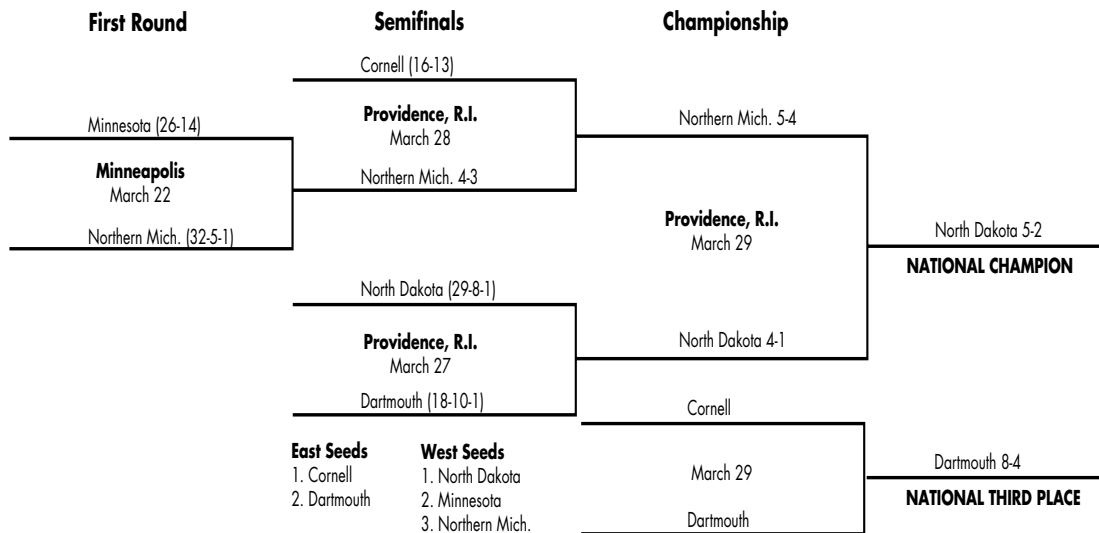 First Round
Semifinals
Championship
Cornell (16-13)
Minnesota (26-14)
Providence, R.I.
March 28
Northern Mich. 5-4
Minneapolis
March 22
Northern Mich. 4-3
Northern Mich. (32-5-1)
Providence, R.I.
March 29
North Dakota 5-2
NATIONAL CHAMPION
North Dakota (29-8-1)
Providence, R.I.
March 27
North Dakota 4-1
Dartmouth (18-10-1)
Cornell
East Seeds
1. Cornell
2. Dartmouth
West Seeds
1. North Dakota
2. Minnesota
3. Northern Mich.
March 29
Dartmouth
Dartmouth 8-4
NATIONAL THIRD PLACE